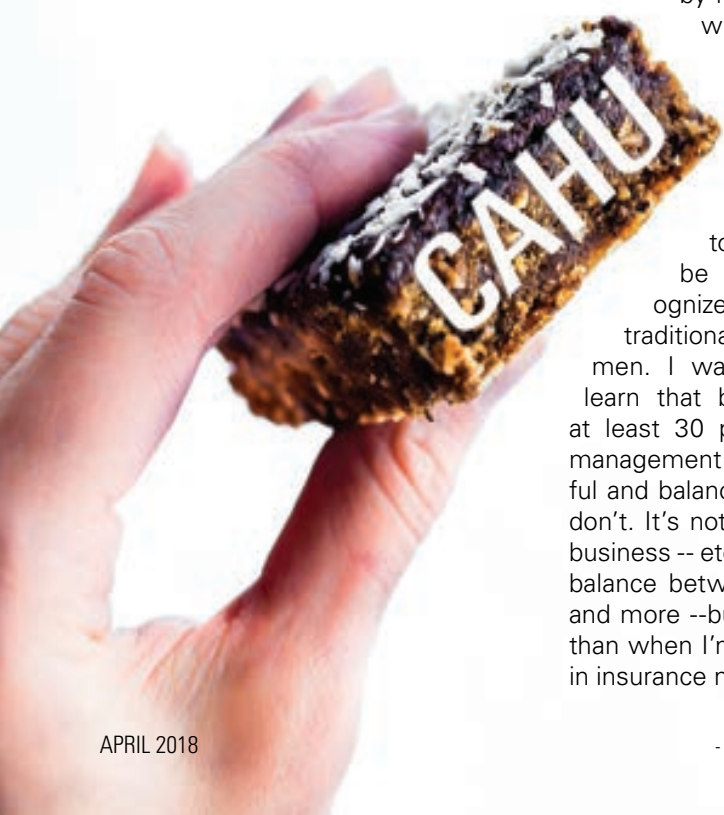 w
CAHU
to
be
ognize
traditiona
men. I wa
learn that b
at least 30 p
management
ful and balanc
don't. It's not
business -- etc
balance betw
and more --bu
than when I'm
in insurance
APRIL 2018